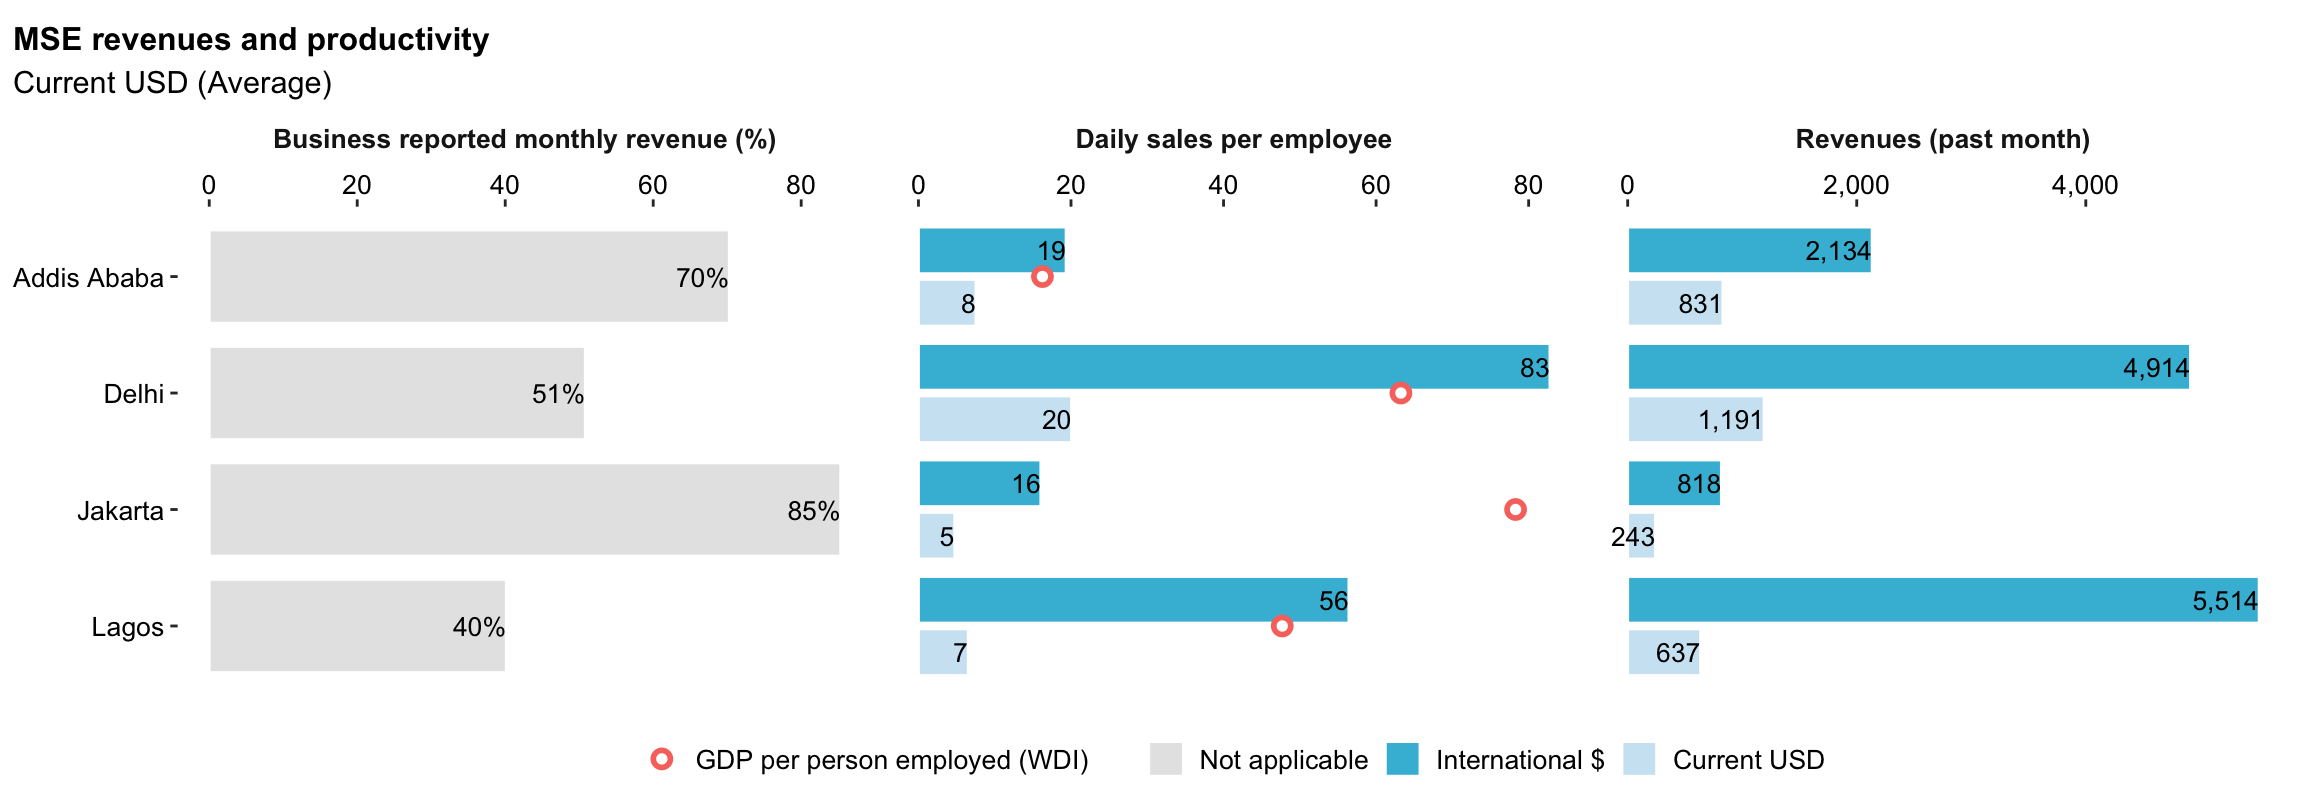 MSE revenues and productivity
Current USD (Average)
Business reported monthly revenue (%) Daily sales per employee Revenues (past month)
0 20 40 60 80 0 20 40 60 80 0 2,000 4,000
19 2,134
Addis Ababa 70%
8 831
83 4,914
Delhi 51%
20 1,191
16 818
Jakarta 85%
5 243
56 5,514
Lagos 40%
7 637
GDP per person employed (WDI) Not applicable International $ Current USD